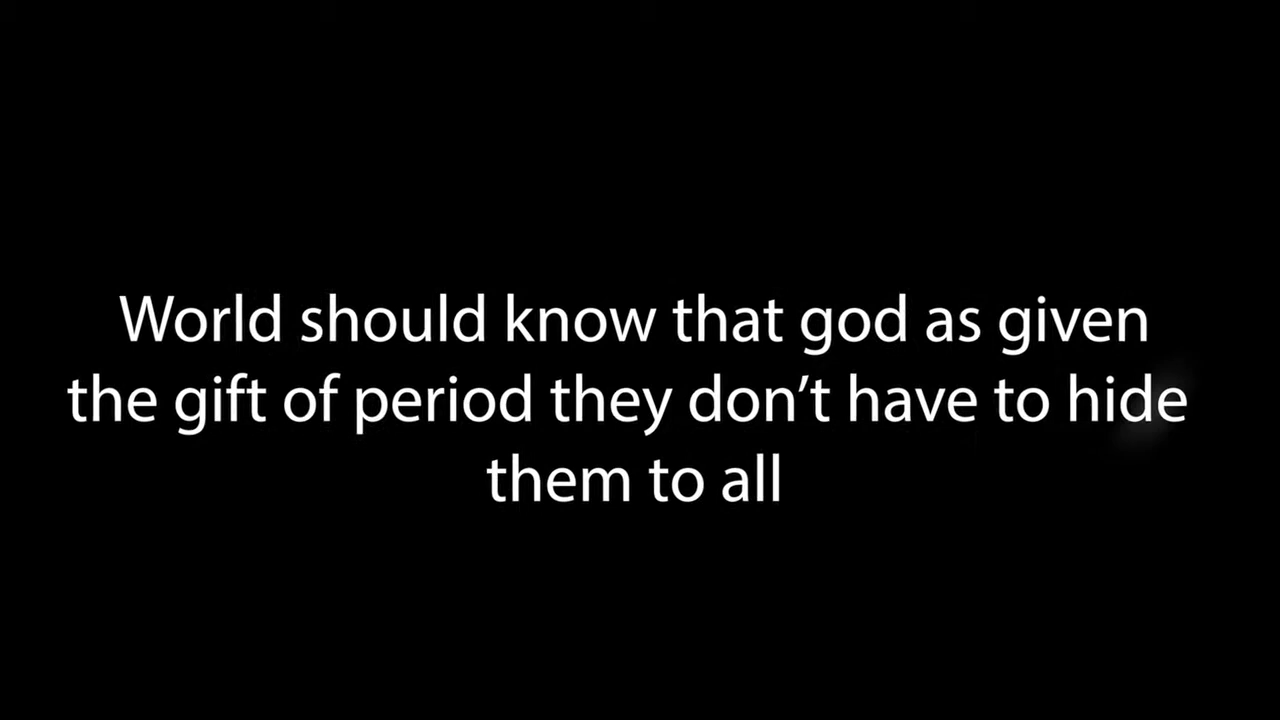 World should know that god as given
the gift of period they don’t have to hide
them to all